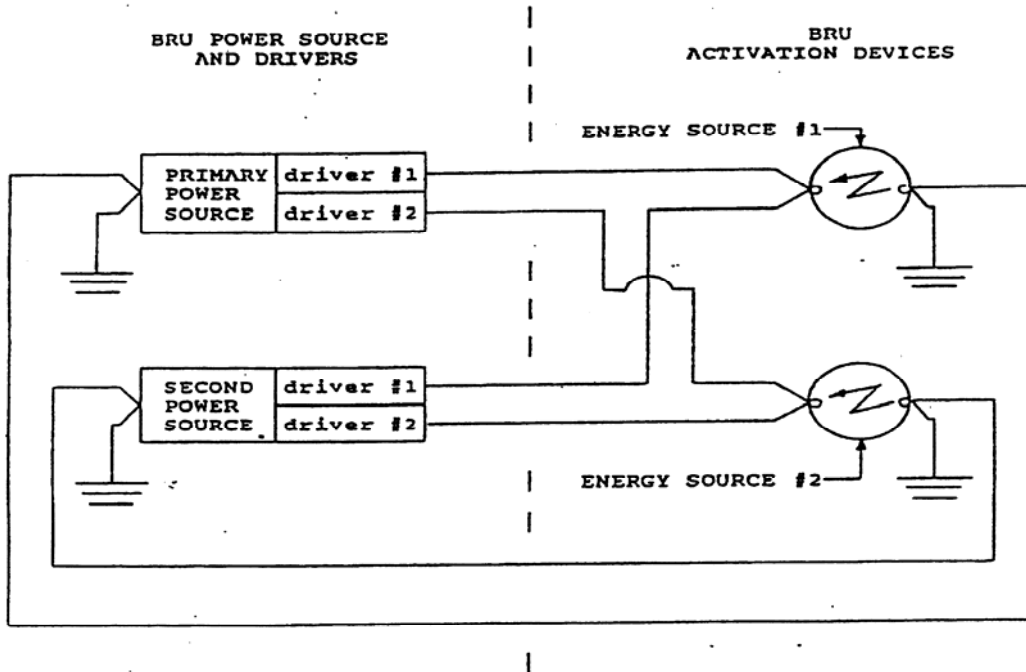 BRU POWER SOURCE
AND DRIVERS
BRU
ACTIVATION DEVICES
ENERGY SOURCE #1
PRIMARY
POWER
SOURCE
driver #1
driver #2
SECOND
POWER
SOURCE
driver #1
driver #2
ENERGY SOURCE #2